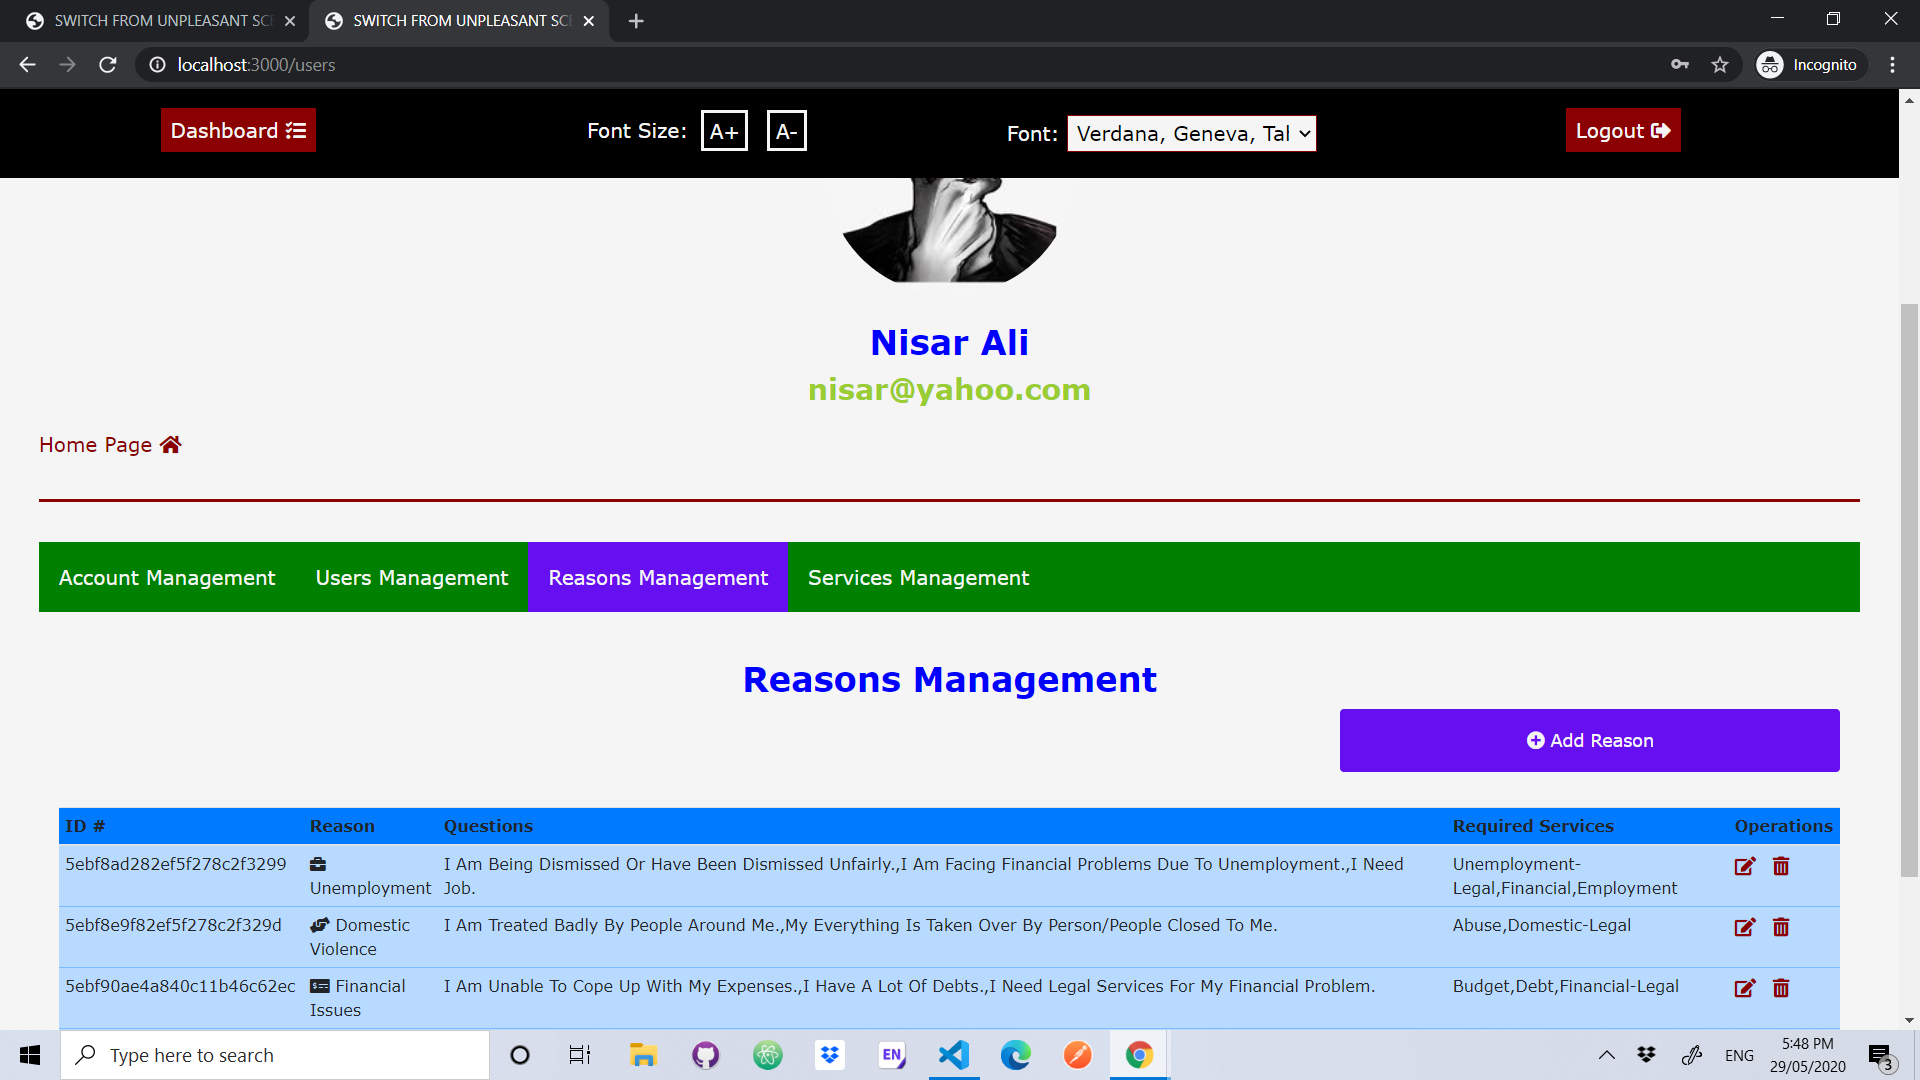 SWITCH FROM UNPLEASANT SC
SWITCH FROM UNPLEASANT SC
localhost:3000/users
Incognito
Dashboard
Font Size: A+ A-
Font: Verdana, Geneva, Tal
Logout
Nisar Ali
nisar@yahoo.com
Home Page
Account Management Users Management Reasons Management Services Management
Reasons Management
Add Reason
ID # Reason Questions Required Services Operations
5ebf8ad282ef5f278c2f3299 Unemployment I Am Being Dismissed Or Have Been Dismissed Unfairly.,I Am Facing Financial Problems Due To Unemployment.,I Need Job. Unemployment-Legal,Financial,Employment
5ebf8e9f82ef5f278c2f329d Domestic Violence I Am Treated Badly By People Around Me.,My Everything Is Taken Over By Person/People Closed To Me. Abuse,Domestic-Legal
5ebf90ae4a840c11b46c62ec Financial Issues I Am Unable To Cope Up With My Expenses.,I Have A Lot Of Debts.,I Need Legal Services For My Financial Problem. Budget,Debt,Financial-Legal
Type here to search
EN
ENG
5:48 PM
29/05/2020
3